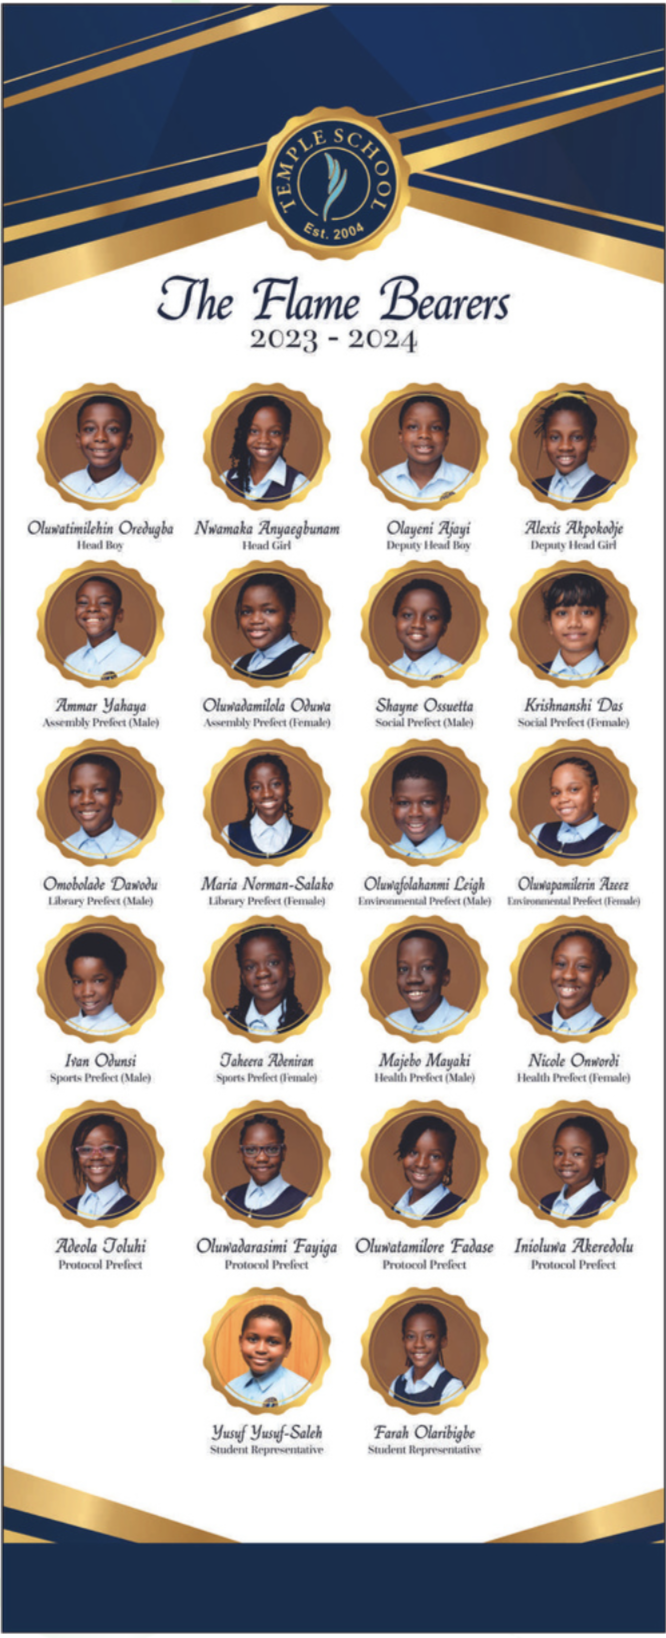 TEMPLE SCHOOL
Est. 2004
The Flame Bearers
2023 - 2024
Oluwatimilehin Oredugba
Head Boy
Nwamaka Anyaegbunam
Head Girl
Olayeni Ajayi
Deputy Head Boy
Alexis Akpokodje
Deputy Head Girl
Ammar Yahaya
Assembly Prefect (Male)
Oluwadamilola Oduwa
Assembly Prefect (Female)
Shayne Ossuetta
Social Prefect (Male)
Krishnanshi Das
Social Prefect (Female)
Omobolade Dawodu
Library Prefect (Male)
Maria Norman-Salako
Library Prefect (Female)
Oluwafolahanmi Leigh
Environmental Prefect (Male)
Oluwapamilerin Azeez
Environmental Prefect (Female)
Ivan Odunsi
Sports Prefect (Male)
Taheera Adeniran
Sports Prefect (Female)
Majebo Mayaki
Health Prefect (Male)
Nicole Onwordi
Health Prefect (Female)
Adeola Toluhi
Protocol Prefect
Oluwadarasimi Fayiga
Protocol Prefect
Oluwatamilore Fadase
Protocol Prefect
Inioluwa Akeredolu
Protocol Prefect
Yusuf Yusuf-Saleh
Student Representative
Farah Olaribigbe
Student Representative